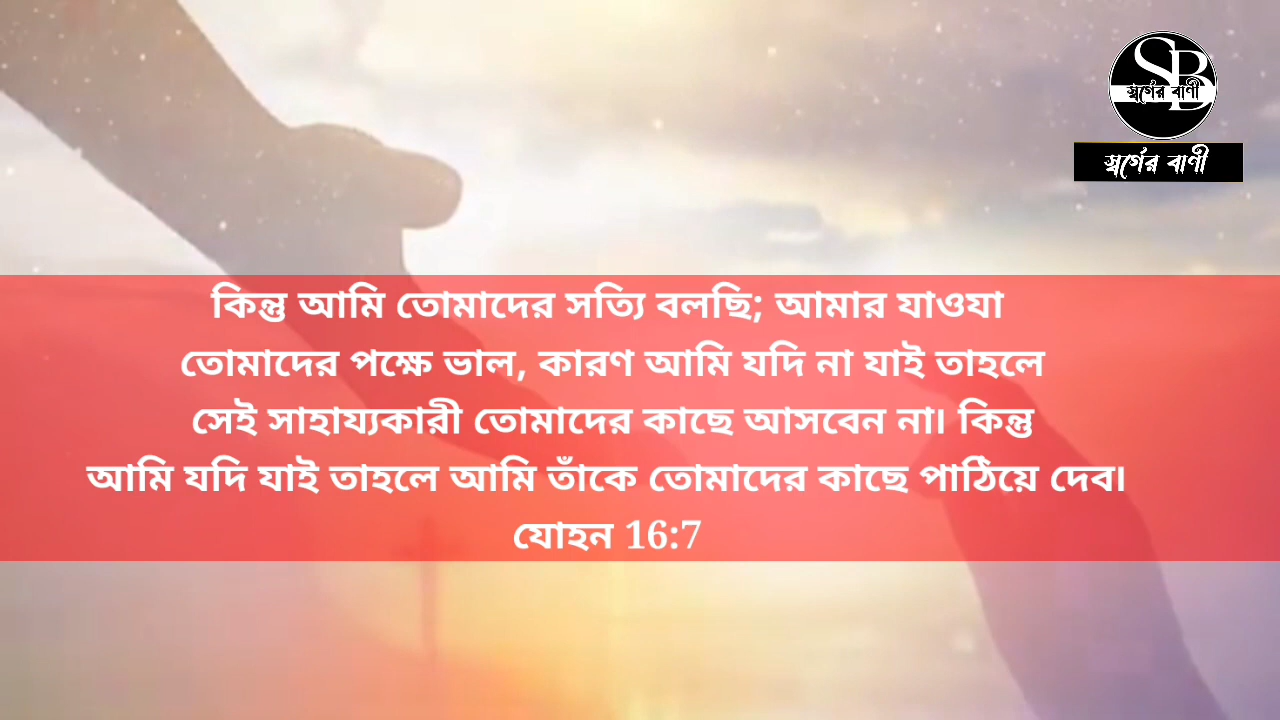 SB
স্বর্গের বাণী
স্বর্গের বাণী
কিন্তু আমি তোমাদের সত্যি বলছি; আমার যাওযা
তোমাদের পক্ষে ভাল, কারণ আমি যদি না যাই তাহলে
সেই সাহায্যকারী তোমাদের কাছে আসবেন না। কিন্তু
আমি যদি যাই তাহলে আমি তাঁকে তোমাদের কাছে পাঠিয়ে দেব।
যোহন 16:7